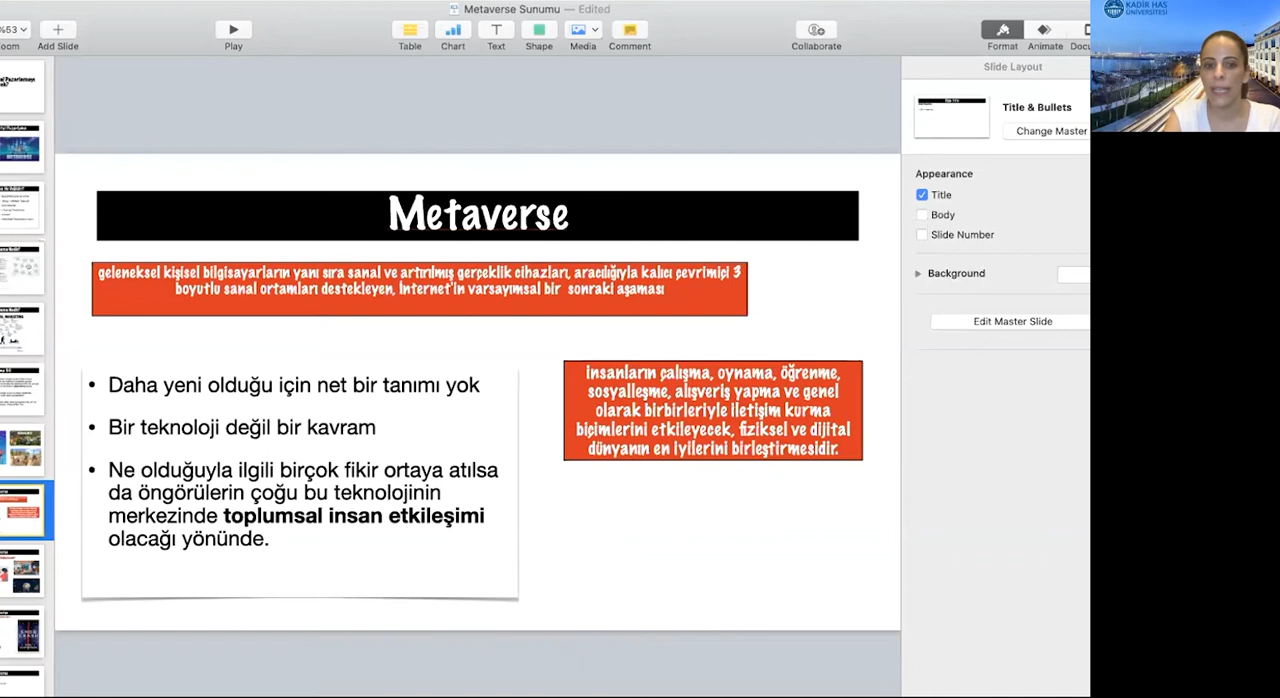 Metaverse Sunumu — Edited
%53
Zoom
Add Slide
Play
Table
Chart
Text
Shape
Media
Comment
Collaborate
Format
Animate
KADİR HAS
ÜNİVERSİTESİ
Slide Layout
Title & Bullets
Change Master
Appearance
Title
Body
Slide Number
Background
Edit Master Slide
Metaverse
geleneksel kişisel bilgisayarların yanı sıra sanal ve artırılmış gerçeklik cihazları, aracılığıyla kalıcı çevrimiçi 3
boyutlu sanal ortamları destekleyen, İnternet'in varsayımsal bir sonraki aşaması
• Daha yeni olduğu için net bir tanımı yok
• Bir teknoloji değil bir kavram
• Ne olduğuyla ilgili birçok fikir ortaya atılsa
da öngörülerin çoğu bu teknolojinin
merkezinde toplumsal insan etkileşimi
olacağı yönünde.
insanların çalışma, oynama, öğrenme,
sosyalleşme, alışveriş yapma ve genel
olarak birbirleriyle iletişim kurma
biçimlerini etkileyecek, fiziksel ve dijital
dünyanın en iyilerini birleştirmesidir.